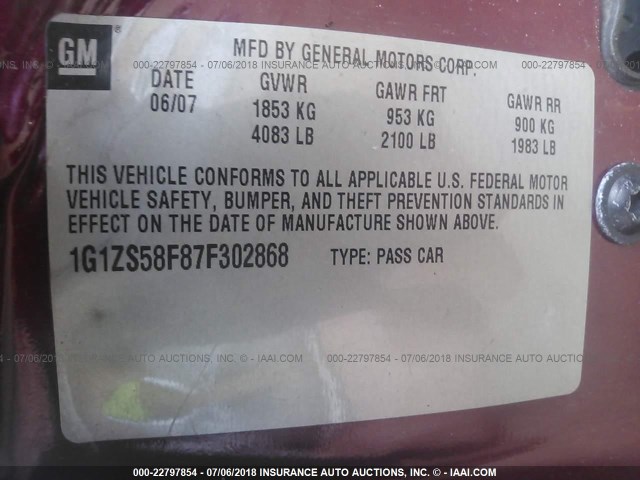 GM
MFD BY GENERAL MOTORS CORP.
DATE GVWR GAWR FRT GAWR RR
06/07 1853 KG 953 KG 900 KG
4083 LB 2100 LB 1983 LB
THIS VEHICLE CONFORMS TO ALL APPLICABLE U.S. FEDERAL MOTOR
VEHICLE SAFETY, BUMPER, AND THEFT PREVENTION STANDARDS IN
EFFECT ON THE DATE OF MANUFACTURE SHOWN ABOVE.
1G1ZS58F87F302868 TYPE: PASS CAR
000-22797854 - 07/06/2018 INSURANCE AUTO AUCTIONS, INC. - © IAAI.COM